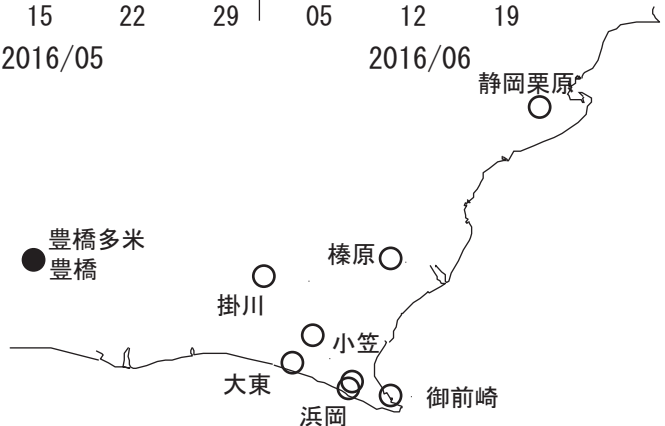 15 22 29 05 12 19
2016/05 2016/06
静岡栗原
豊橋多米
豊橋
榛原
掛川
小笠
大東
御前崎
浜岡